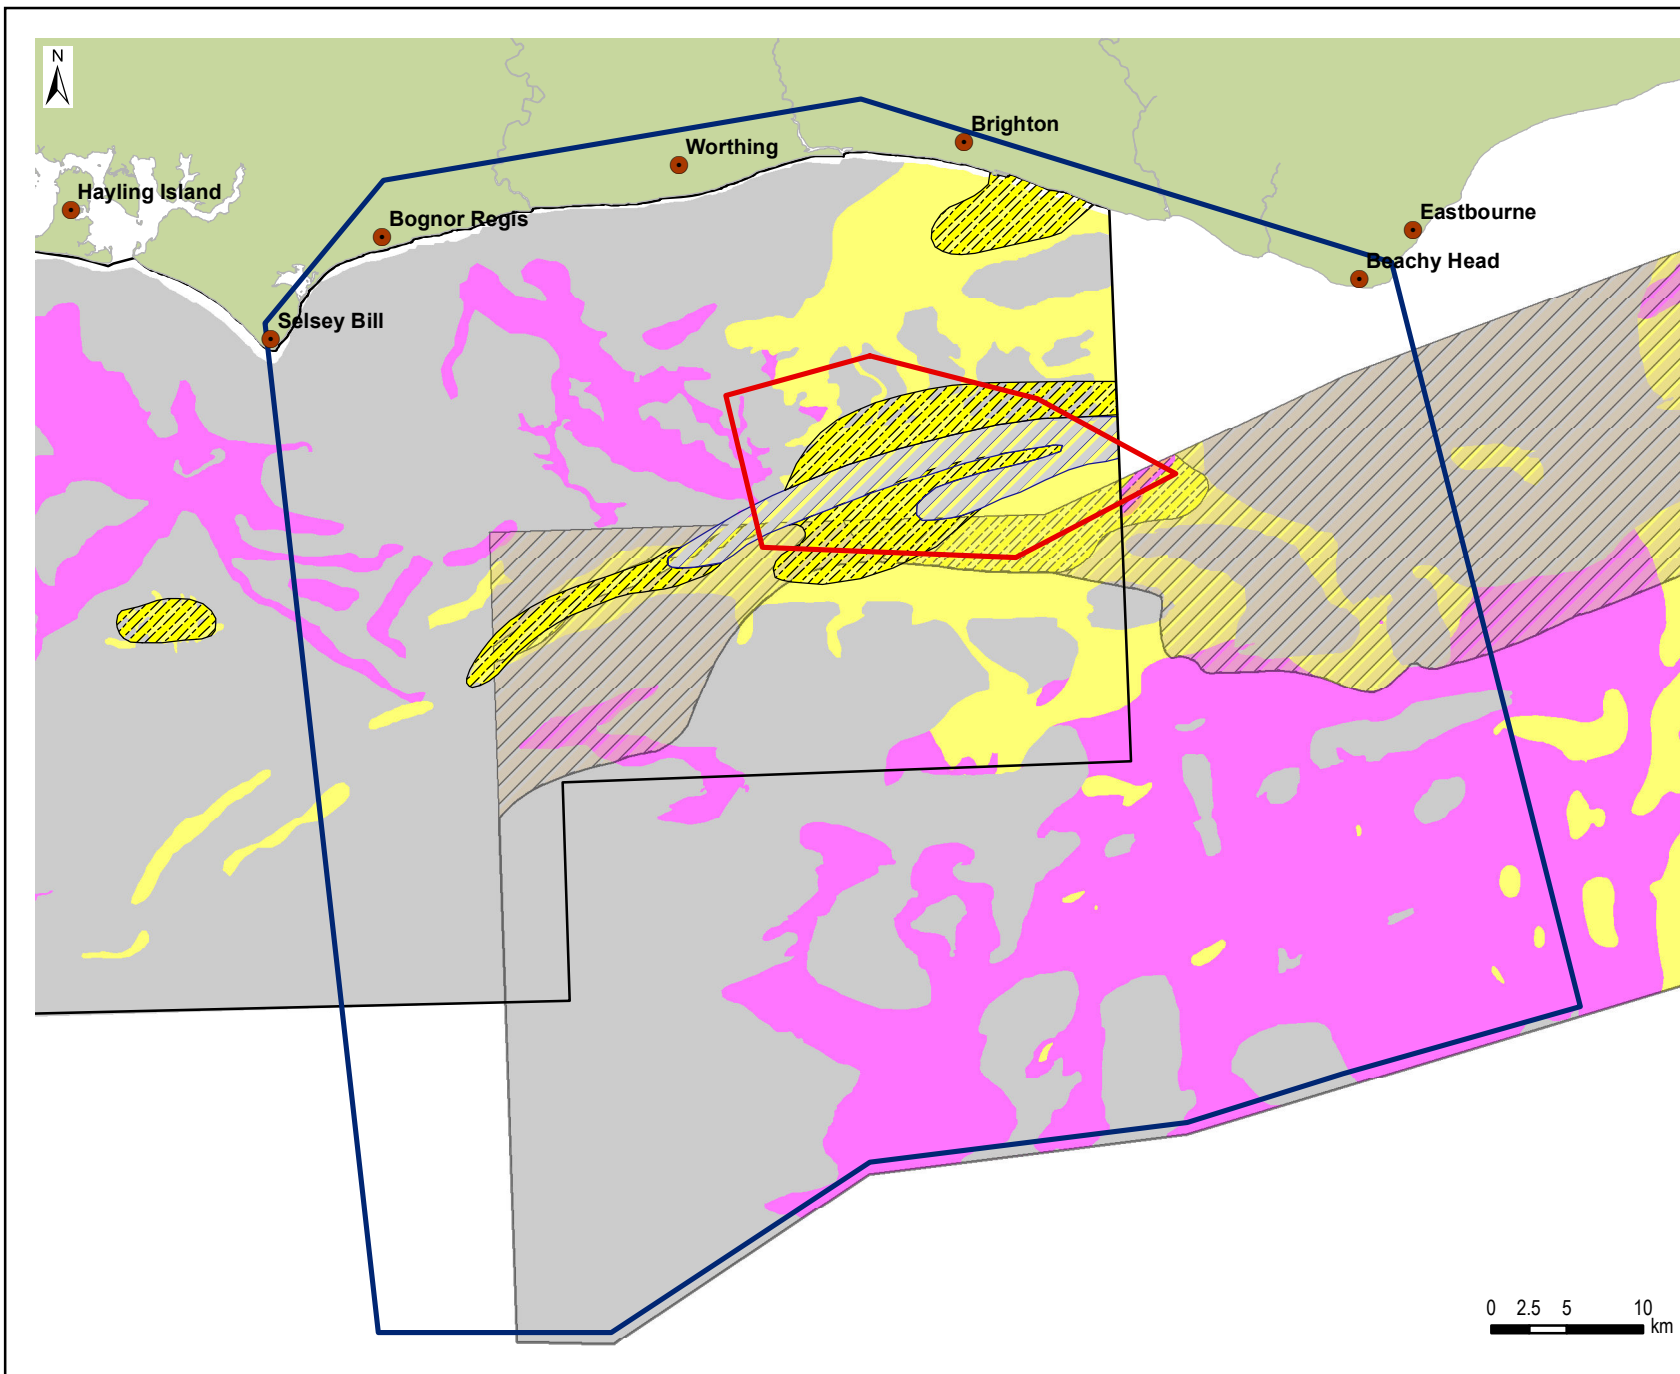 N
Brighton
Worthing
Hayling Island
Eastbourne
Bognor Regis
Beachy Head
Selsey Bill
0 2.5 5 10
km